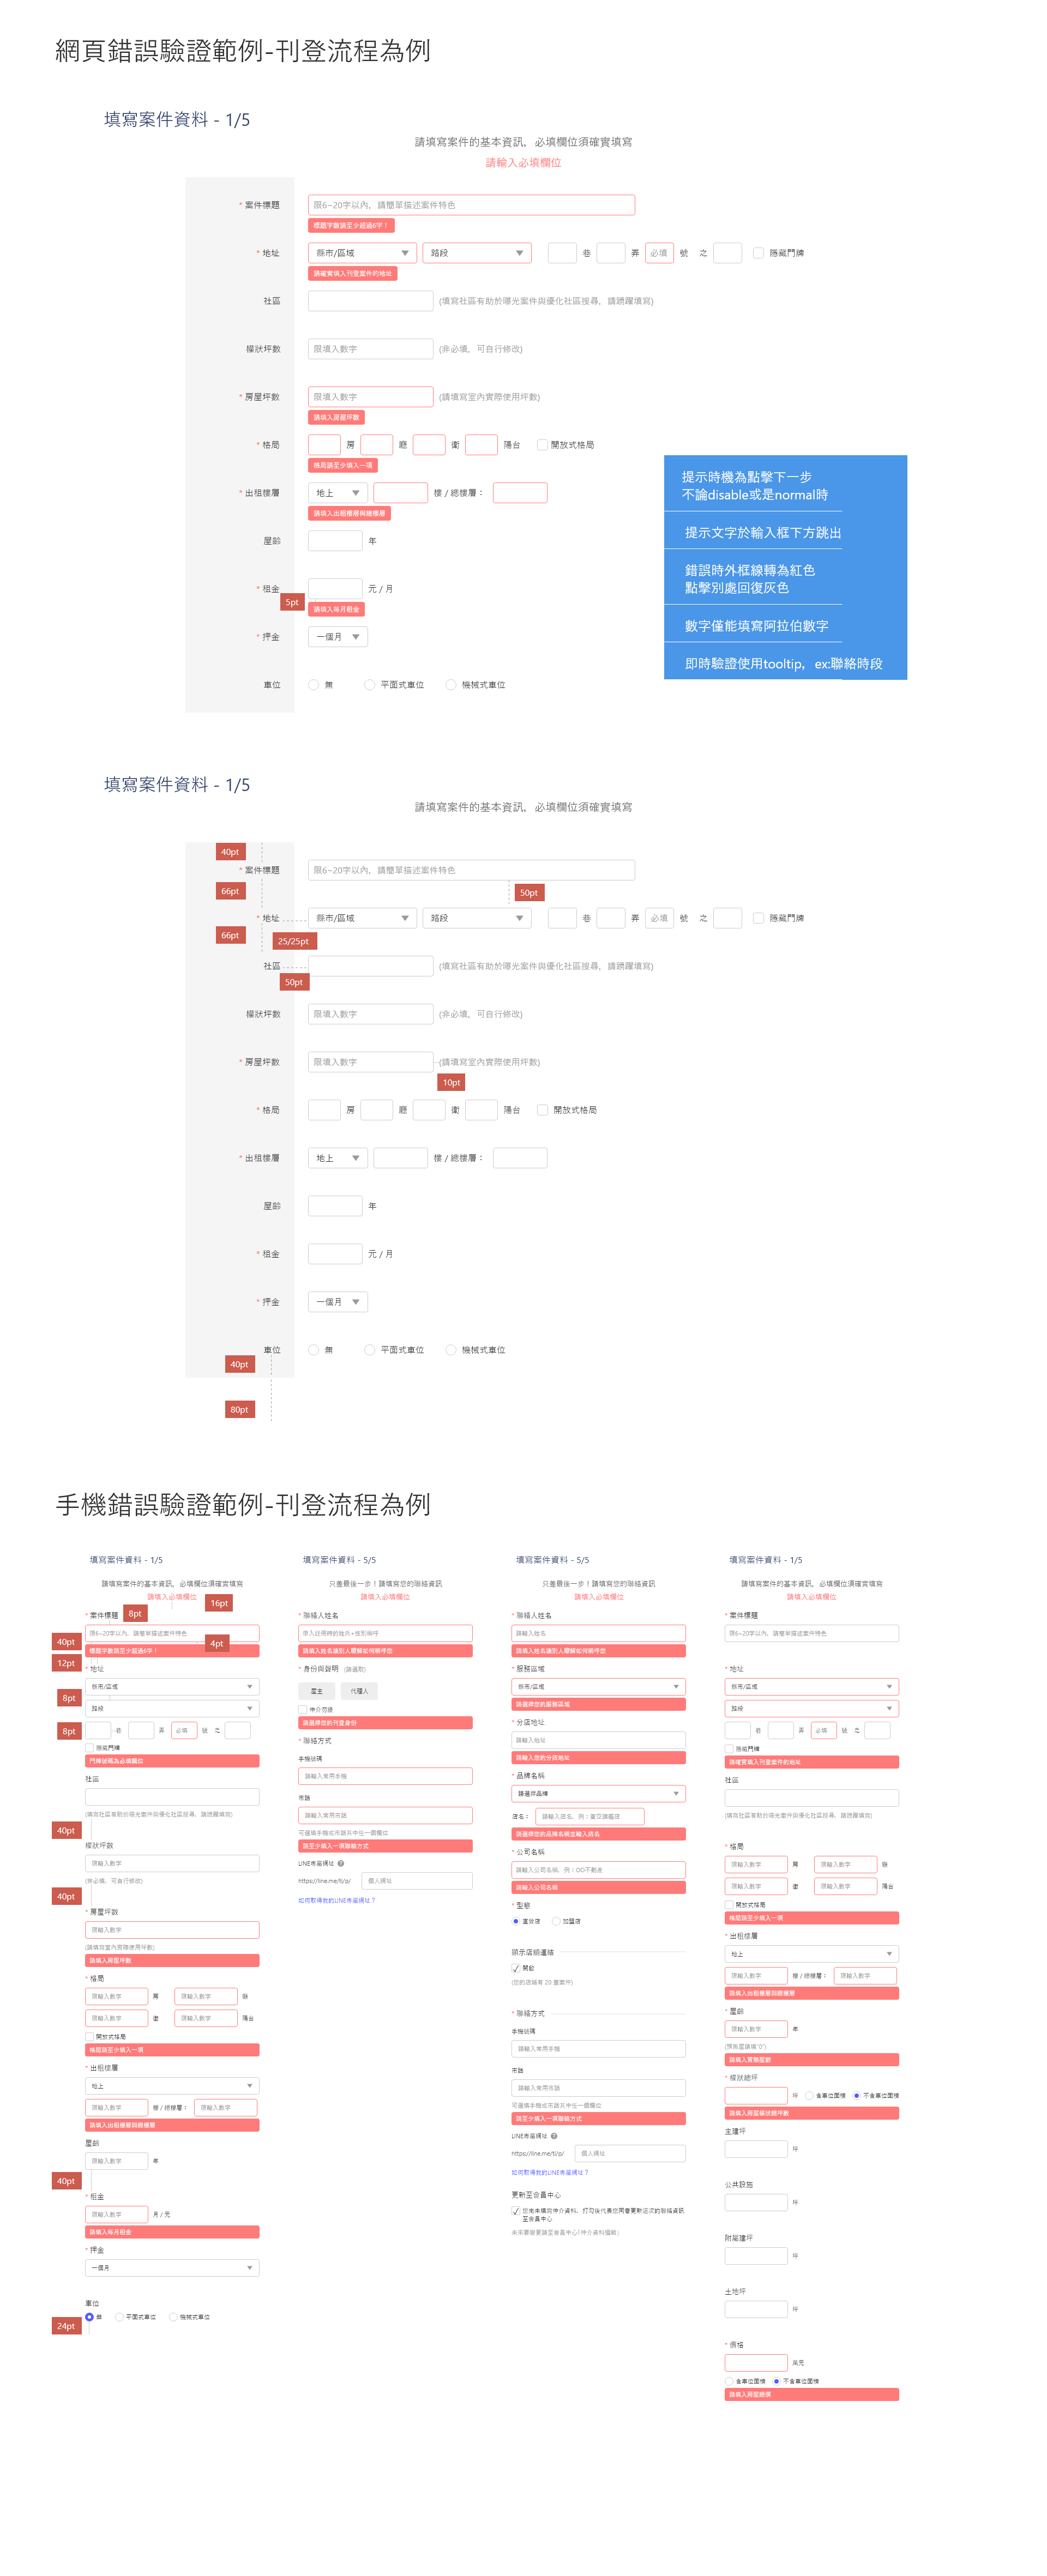 網頁錯誤驗證範例-刊登流程為例
填寫案件資料 - 1/5
請填寫案件的基本資訊，必填欄位須確實填寫
請輸入必填欄位
* 案件標題 限6~20字以內，請簡單描述案件特色
標題字數請至少超過6字！
* 地址 縣市/區域 路段 巷 弄 必填 號 之 隱藏門牌
請確實填入刊登案件的地址
社區 (填寫社區有助於曝光案件與優化社區搜尋，請踴躍填寫)
權狀坪數 限填入數字 (非必填，可自行修改)
* 房屋坪數 限填入數字 (請填寫室內實際使用坪數)
請填入房屋坪數
* 格局 房 廳 衛 陽台 開放式格局
格局請至少填入一項
* 出租樓層 地上 樓 / 總樓層：
請填入出租樓層與總樓層
屋齡 年
* 租金 元 / 月
5pt
請填入每月租金
* 押金 一個月
車位 無 平面式車位 機械式車位
提示時機為點擊下一步
不論disable或是normal時
提示文字於輸入框下方跳出
錯誤時外框線轉為紅色
點擊別處回復灰色
數字僅能填寫阿拉伯數字
即時驗證使用tooltip，ex:聯絡時段
填寫案件資料 - 1/5
請填寫案件的基本資訊，必填欄位須確實填寫
40pt
* 案件標題 限6~20字以內，請簡單描述案件特色
66pt
50pt
* 地址 縣市/區域 路段 巷 弄 必填 號 之 隱藏門牌
66pt
25/25pt
社區 (填寫社區有助於曝光案件與優化社區搜尋，請踴躍填寫)
50pt
權狀坪數 限填入數字 (非必填，可自行修改)
* 房屋坪數 限填入數字 (請填寫室內實際使用坪數)
10pt
* 格局 房 廳 衛 陽台 開放式格局
* 出租樓層 地上 樓 / 總樓層：
屋齡 年
* 租金 元 / 月
* 押金 一個月
車位 無 平面式車位 機械式車位
40pt
80pt
手機錯誤驗證範例-刊登流程為例
填寫案件資料 - 1/5
請填寫案件的基本資訊，必填欄位須確實填寫
請輸入必填欄位
16pt
8pt
* 案件標題
限6~20字以內，請簡單描述案件特色
40pt
4pt
標題字數請至少超過6字！
12pt
* 地址
縣市/區域
8pt
路段
8pt
巷 弄 必填 號 之
隱藏門牌
門牌號碼為必填欄位
社區
(填寫社區有助於曝光案件與優化社區搜尋，請踴躍填寫)
40pt
權狀坪數
限輸入數字
(非必填，可自行修改)
40pt
* 房屋坪數
限輸入數字
(請填寫室內實際使用坪數)
請填入房屋坪數
* 格局
限輸入數字 房 限輸入數字 廳
限輸入數字 衛 限輸入數字 陽台
開放式格局
格局請至少填入一項
* 出租樓層
地上
限輸入數字 樓 / 總樓層： 限輸入數字
請填入出租樓層與總樓層
屋齡
限輸入數字 年
40pt
* 租金
限輸入數字 月 / 元
請填入每月租金
* 押金
一個月
車位
無 平面式車位 機械式車位
24pt
填寫案件資料 - 5/5
只差最後一步！請填寫您的聯絡資訊
請填入必填欄位
* 聯絡人姓名
帶入註冊時的姓氏+性別稱呼
請填入姓名讓別人瞭解如何稱呼您
* 身份與聲明 (請選取)
屋主 代理人
仲介勿擾
請選擇您的刊登身份
* 聯絡方式
手機號碼
請輸入常用手機
市話
請輸入常用市話
可選填手機或市話其中任一個欄位
請至少填入一項聯絡方式
LINE專屬網址 ?
https://line.me/ti/p/ 個人網址
如何取得我的LINE專屬網址？
填寫案件資料 - 5/5
只差最後一步！請填寫您的聯絡資訊
請填入必填欄位
* 聯絡人姓名
請輸入姓名
請填入姓名讓別人瞭解如何稱呼您
* 服務區域
縣市/區域
請選擇您的服務區域
* 分店地址
請輸入地址
請輸入您的分店地址
* 品牌名稱
請選擇品牌
店名： 請輸入店名，例：東亞旗艦店
請選擇您的品牌名稱並輸入店名
* 公司名稱
請輸入公司名稱，例：OO不動產
請輸入公司名稱
* 型態
直營店 加盟店
顯示店鋪連結
開啟
(您的店鋪有 20 筆案件)
* 聯絡方式
手機號碼
請輸入常用手機
市話
請輸入常用市話
可選填手機或市話其中任一個欄位
請至少填入一項聯絡方式
LINE專屬網址 ?
https://line.me/ti/p/ 個人網址
如何取得我的LINE專屬網址？
更新至會員中心
您尚未填寫仲介資料，打勾後代表您同意更新這次的聯絡資訊
至會員中心
未來要變更請至會員中心「仲介資料編輯」
填寫案件資料 - 1/5
請填寫案件的基本資訊，必填欄位須確實填寫
請填入必填欄位
* 案件標題
限6~20字以內，請簡單描述案件特色
* 地址
縣市/區域
路段
巷 弄 必填 號 之
隱藏門牌
請確實填入刊登案件的地址
社區
(填寫社區有助於曝光案件與優化社區搜尋，請踴躍填寫)
* 格局
限輸入數字 房 限輸入數字 廳
限輸入數字 衛 限輸入數字 陽台
開放式格局
格局請至少填入一項
* 出租樓層
地上
限輸入數字 樓 / 總樓層： 限輸入數字
請填入出租樓層與總樓層
* 屋齡
限輸入數字 年
(預售屋請填"0")
請填入實際屋齡
* 權狀總坪
坪 含車位面積 不含車位面積
請填入房屋權狀總坪數
主建坪
坪
公共設施
坪
附屬建坪
坪
土地坪
坪
* 價格
萬元
含車位面積 不含車位面積
請填入房屋總價